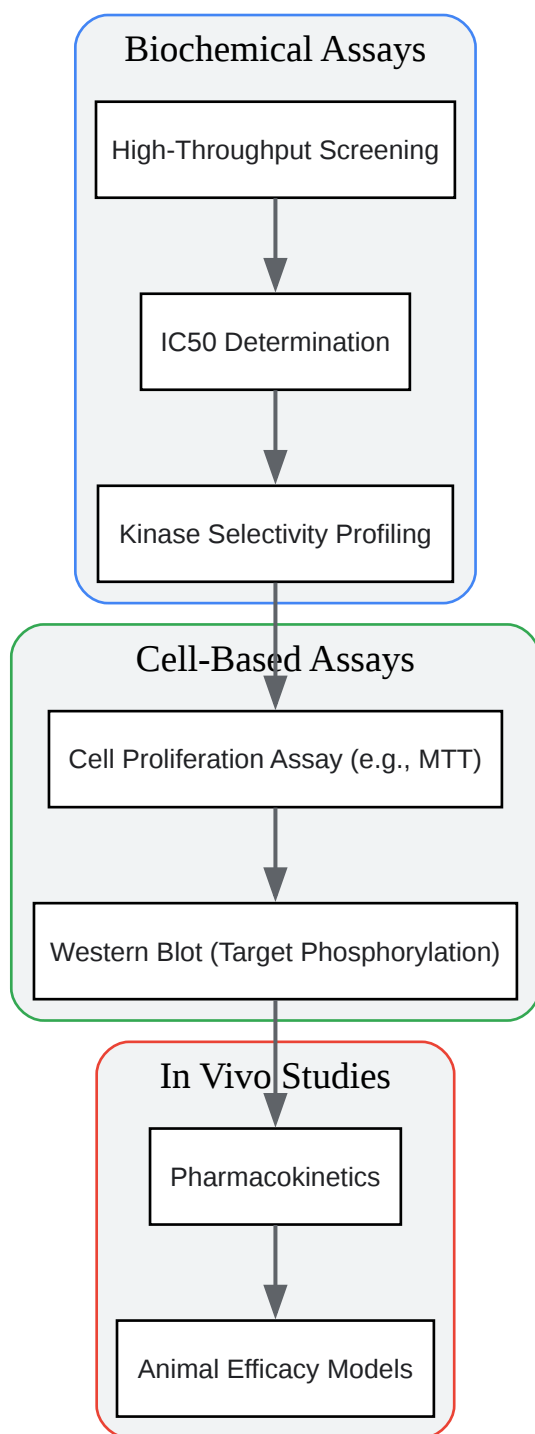 Biochemical Assays
High-Throughput Screening
IC50 Determination
Kinase Selectivity Profiling
Cell-Based Assays
Cell Proliferation Assay (e.g., MTT)
Western Blot (Target Phosphorylation)
In Vivo Studies
Pharmacokinetics
Animal Efficacy Models